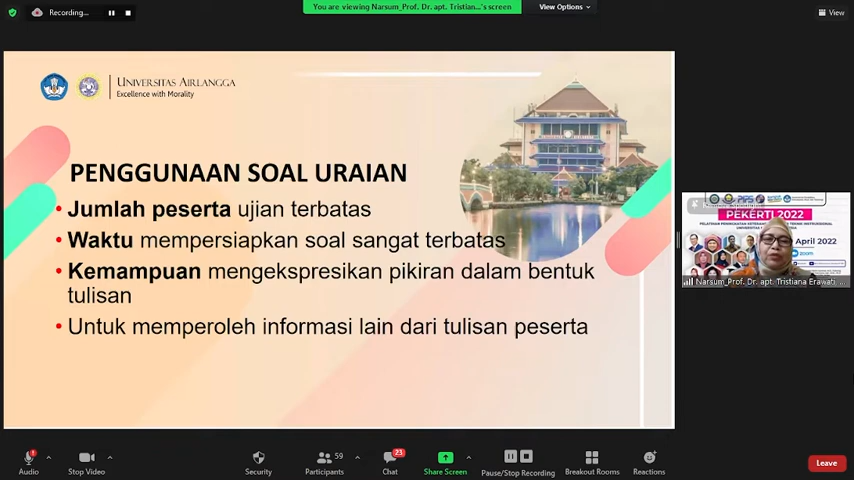 Recording...
You are viewing Narsum_Prof. Dr. apt. Tristian...'s screen
View Options
View
UNIVERSITAS AIRLANGGA
Excellence with Morality
PENGGUNAAN SOAL URAIAN
• Jumlah peserta ujian terbatas
• Waktu mempersiapkan soal sangat terbatas
• Kemampuan mengekspresikan pikiran dalam bentuk
tulisan
• Untuk memperoleh informasi lain dari tulisan peserta
PEKERTI 2022
April 2022
zoom
Narsum_Prof. Dr. apt. Tristiana Erawati, ...
Audio
Stop Video
Security
59
Participants
23
Chat
Share Screen
Pause/Stop Recording
Breakout Rooms
Reactions
Leave